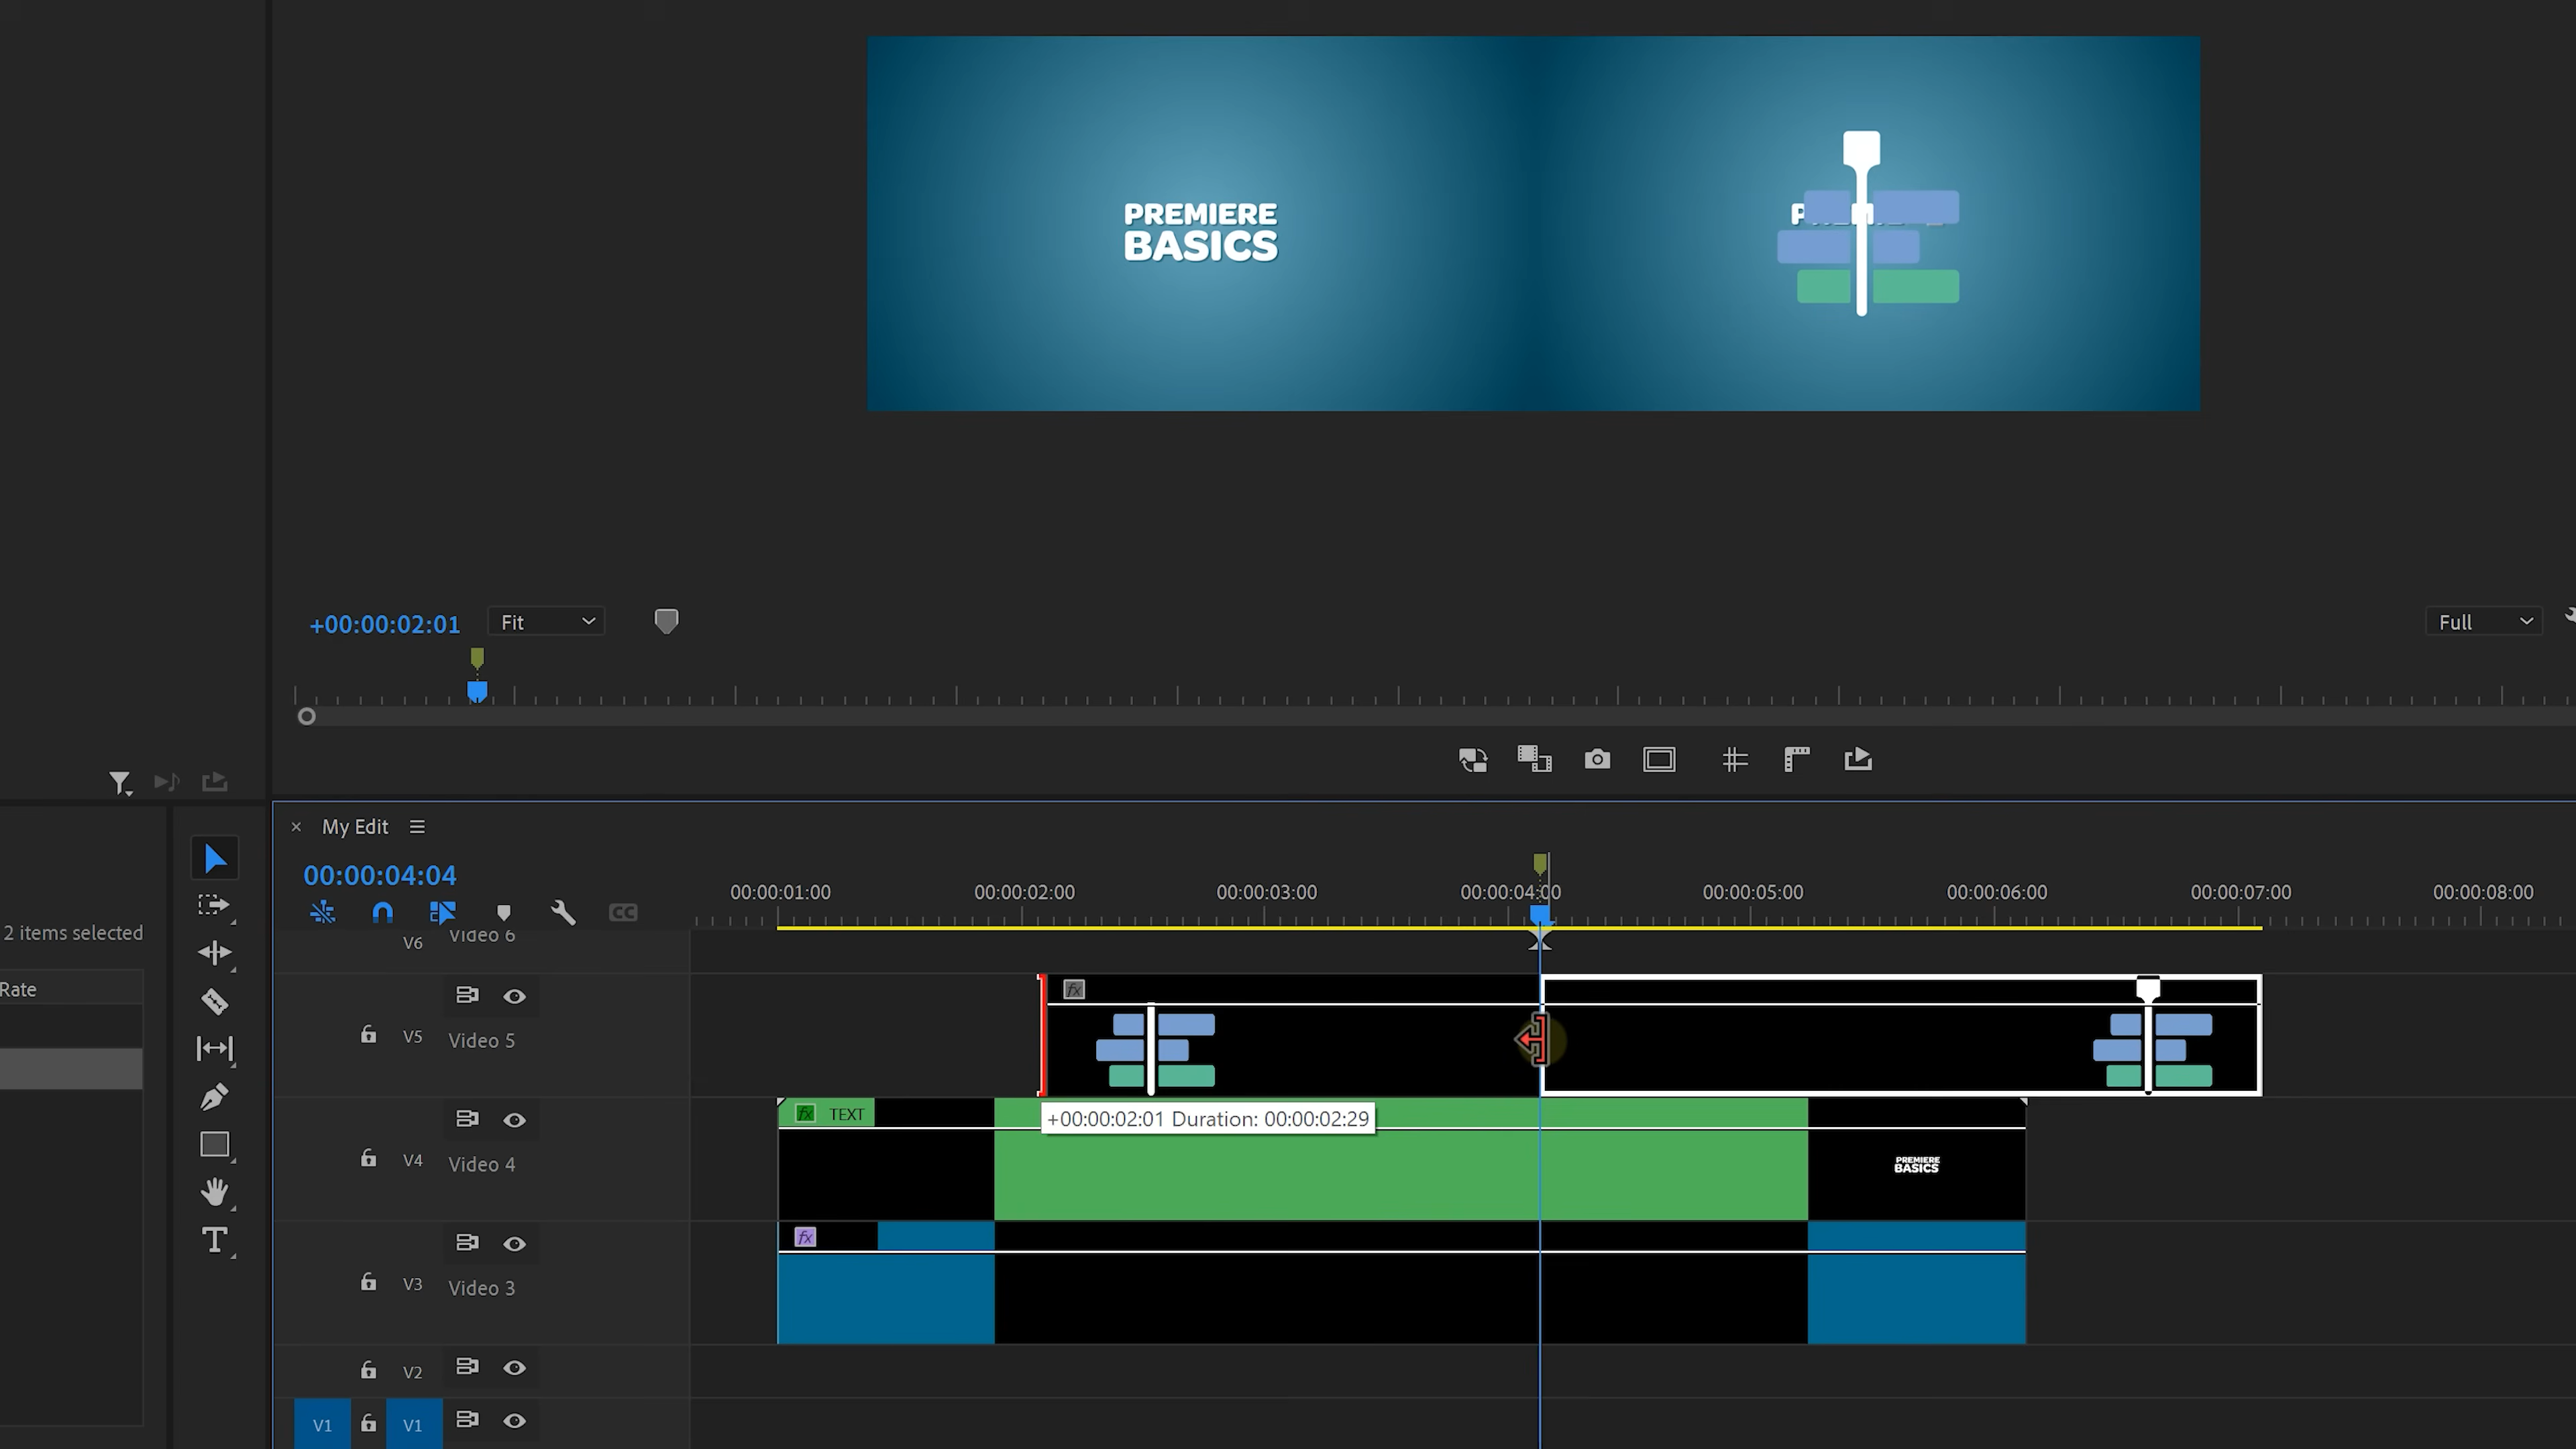 PREMIERE
BASICS
P
+00:00:02:01
Fit
Full
× My Edit
00:00:04:04
00:00:01:00 00:00:02:00 00:00:03:00 00:00:04:00 00:00:05:00 00:00:06:00 00:00:07:00 00:00:08:00
CC
V6 Video 6
2 items selected
Rate
fx
V5 Video 5
fx TEXT
+00:00:02:01 Duration: 00:00:02:29
V4 Video 4
PREMIERE
BASICS
fx
V3 Video 3
T
V2
V1 V1